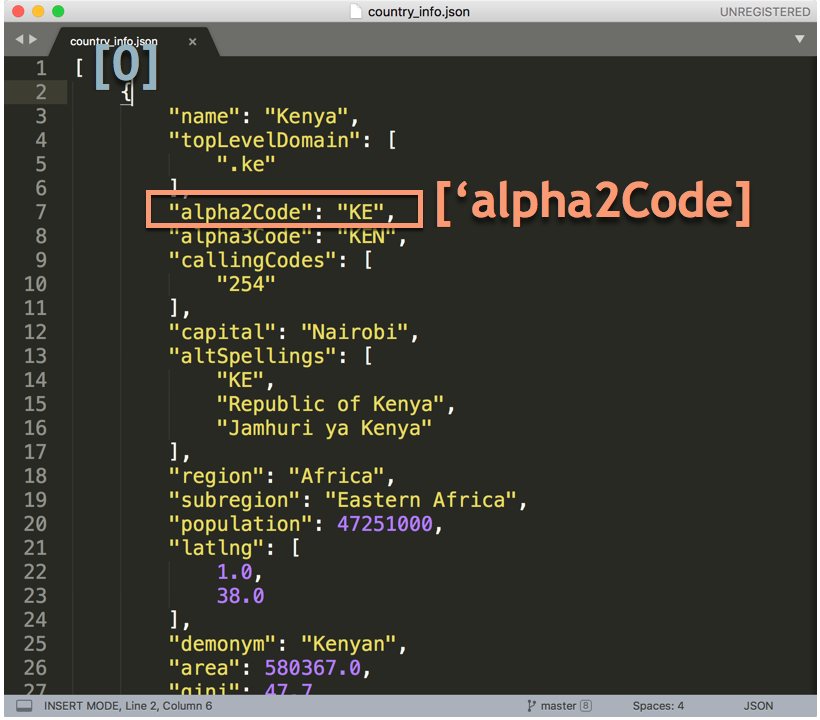 country_info.json
UNREGISTERED
country_info.json ×
[0]
1 [
2 {
3 "name": "Kenya",
4 "topLevelDomain": [
5 ".ke"
6 ],
7 "alpha2Code": "KE", [‘alpha2Code]
8 "alpha3Code": "KEN",
9 "callingCodes": [
10 "254"
11 ],
12 "capital": "Nairobi",
13 "altSpellings": [
14 "KE",
15 "Republic of Kenya",
16 "Jamhuri ya Kenya"
17 ],
18 "region": "Africa",
19 "subregion": "Eastern Africa",
20 "population": 47251000,
21 "latlng": [
22 1.0,
23 38.0
24 ],
25 "demonym": "Kenyan",
26 "area": 580367.0,
27 "gini": 47.7
INSERT MODE, Line 2, Column 6 master 8 Spaces: 4 JSON